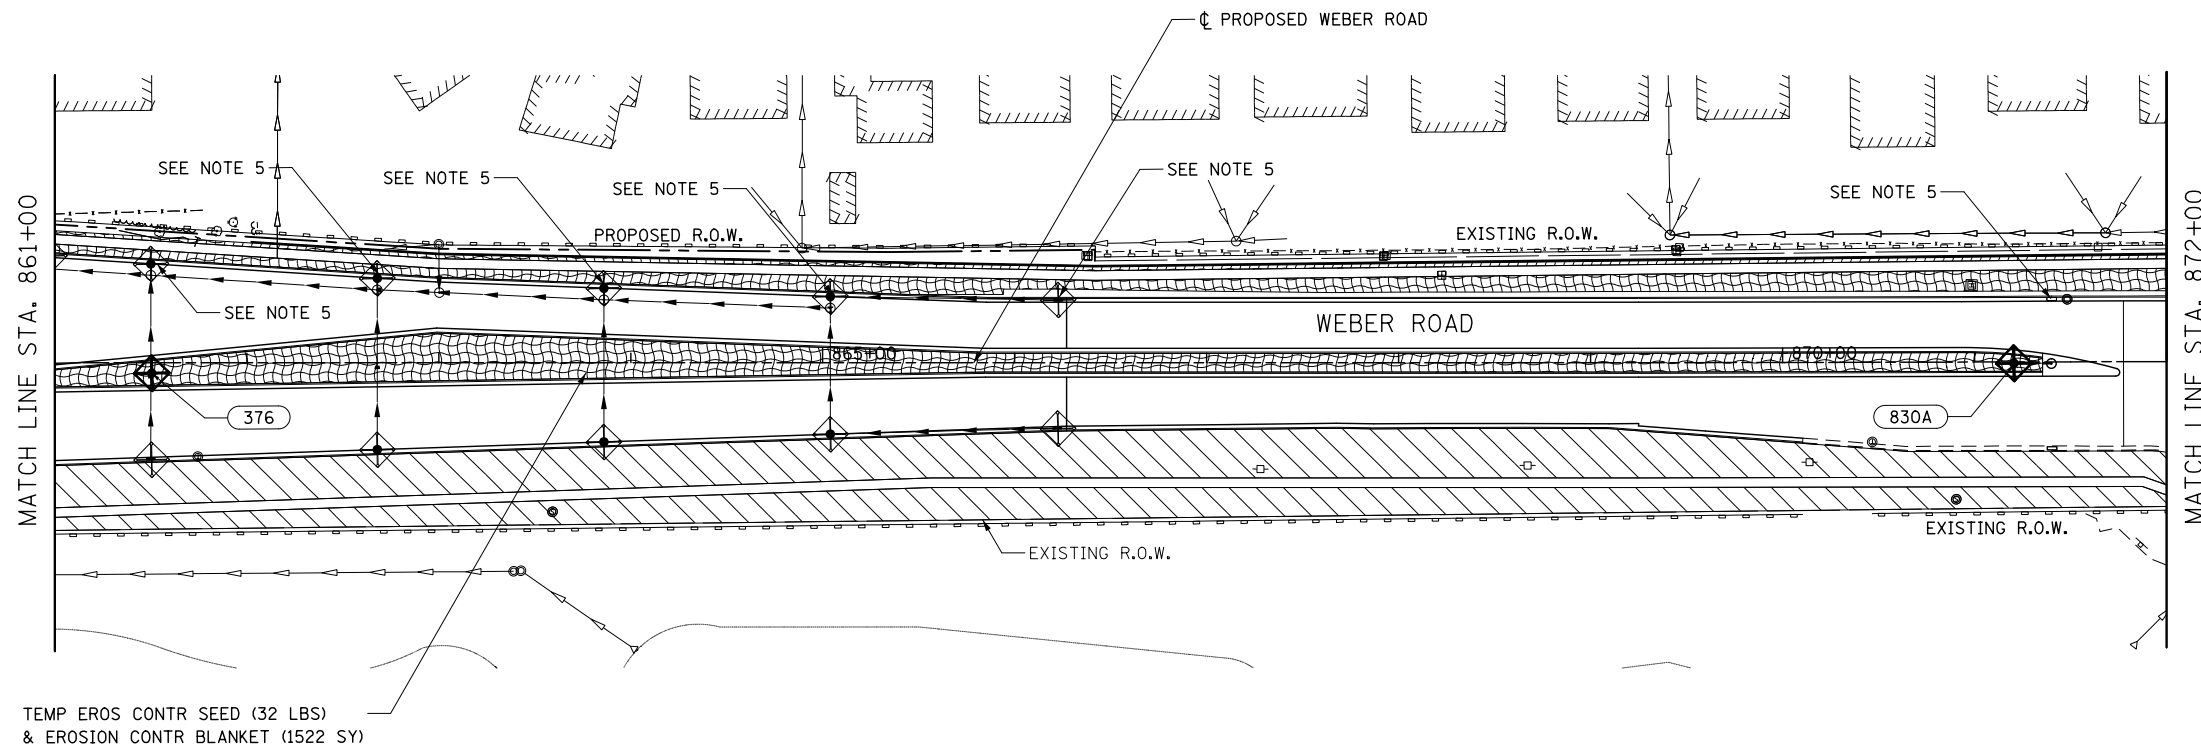 ℄ PROPOSED WEBER ROAD
SEE NOTE 5
SEE NOTE 5
SEE NOTE 5
SEE NOTE 5
SEE NOTE 5
PROPOSED R.O.W.
EXISTING R.O.W.
SEE NOTE 5
WEBER ROAD
865+00
870+00
376
830A
EXISTING R.O.W.
EXISTING R.O.W.
MATCH LINE STA. 861+00
MATCH LINE STA. 872+00
TEMP EROS CONTR SEED (32 LBS)
& EROSION CONTR BLANKET (1522 SY)